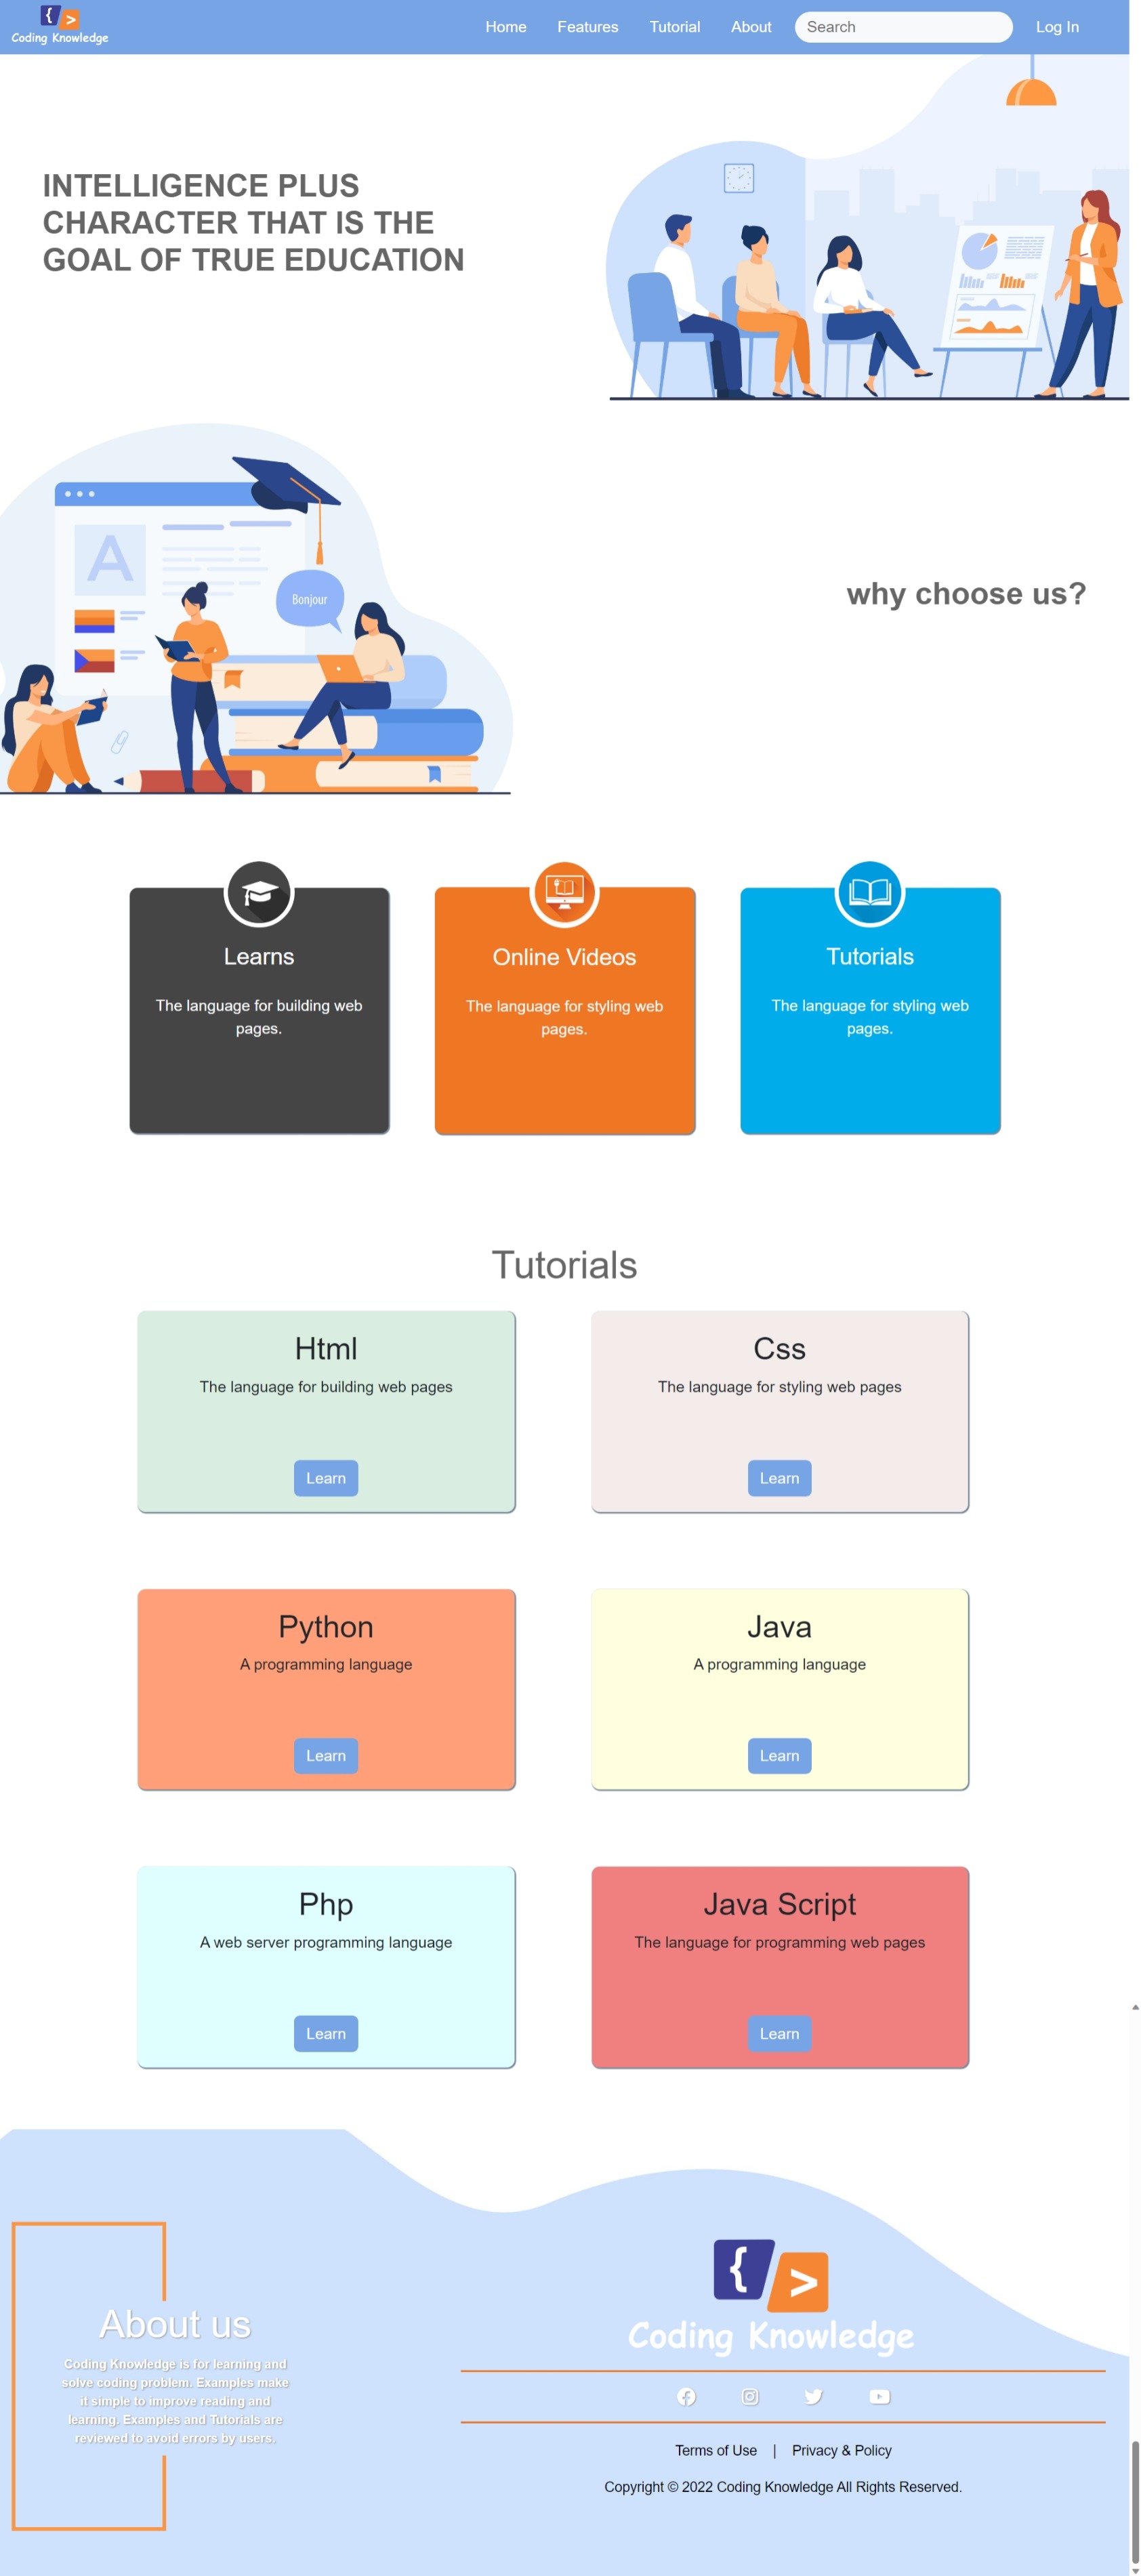 { >
Coding Knowledge
Home Features Tutorial About Search Log In
INTELLIGENCE PLUS
CHARACTER THAT IS THE
GOAL OF TRUE EDUCATION
A
Bonjour
why choose us?
Learns
The language for building web
pages.
Online Videos
The language for styling web
pages.
Tutorials
The language for styling web
pages.
Tutorials
Html
The language for building web pages
Learn
Css
The language for styling web pages
Learn
Python
A programming language
Learn
Java
A programming language
Learn
Php
A web server programming language
Learn
Java Script
The language for programming web pages
Learn
About us
Coding Knowledge is for learning and
solve coding problem. Examples make
it simple to improve reading and
learning. Examples and Tutorials are
reviewed to avoid errors by users.
{ >
Coding Knowledge
Terms of Use | Privacy & Policy
Copyright © 2022 Coding Knowledge All Rights Reserved.